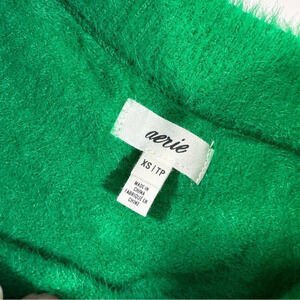 aerie
XS/TP
MADE IN
CHINA
FABRIQUÉ EN
CHINE